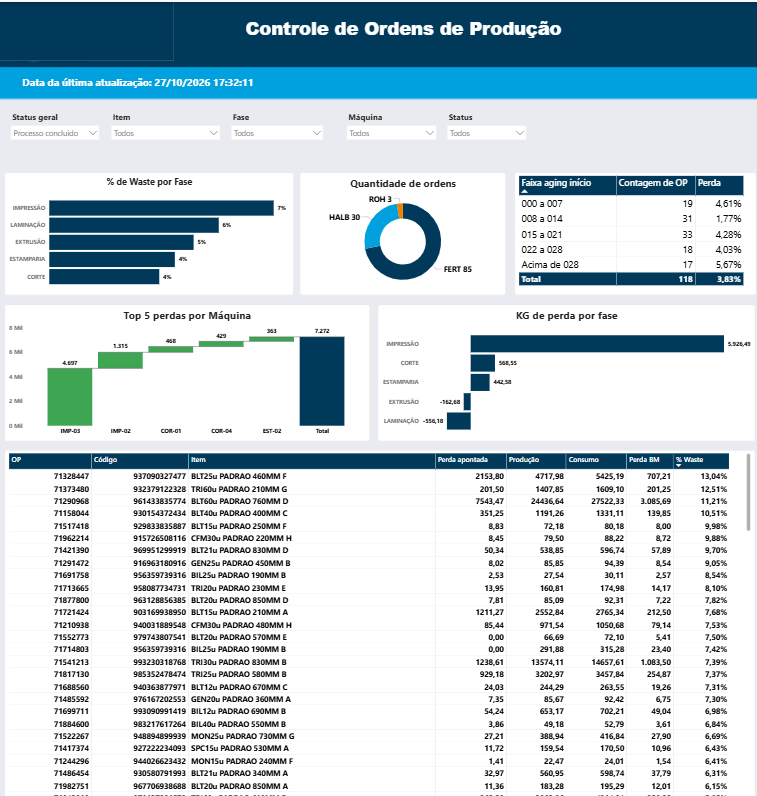 Controle de Ordens de Produção
Data da última atualização: 27/10/2026 17:32:11
Status geral Item Fase Máquina Status
Processo concluído Todos Todos Todos Todos
% de Waste por Fase
IMPRESSÃO 7%
LAMINAÇÃO 6%
EXTRUSÃO 5%
ESTAMPARIA 4%
CORTE 4%
Quantidade de ordens
ROH 3
HALB 30
FERT 85
Faixa aging início Contagem de OP Perda
000 a 007 19 4,61%
008 a 014 31 1,77%
015 a 021 33 4,28%
022 a 028 18 4,03%
Acima de 028 17 5,67%
Total 118 3,83%
Top 5 perdas por Máquina
8 Mil
6 Mil
4 Mil
2 Mil
0 Mil
4.697 1.315 468 429 363 7.272
IMP-03 IMP-02 COR-01 COR-04 EST-02 Total
KG de perda por fase
IMPRESSÃO 5.926,49
CORTE 568,55
ESTAMPARIA 442,58
EXTRUSÃO -162,68
LAMINAÇÃO -556,18
OP Código Item Perda apontada Produção Consumo Perda BM % Waste
71328447 937090327477 BLT25u PADRAO 460MM F 2153,80 4717,98 5425,19 707,21 13,04%
71373480 932379122328 TRI60u PADRAO 210MM G 201,50 1407,85 1609,10 201,25 12,51%
71290968 961433835774 BLT60u PADRAO 760MM D 7543,47 24436,64 27522,33 3.085,69 11,21%
71158044 930154372434 BLT40u PADRAO 400MM C 351,25 1191,26 1331,11 139,85 10,51%
71517418 929833835887 BLT15u PADRAO 250MM F 8,83 72,18 80,18 8,00 9,98%
71962214 915726508116 CFM30u PADRAO 220MM H 8,45 79,50 88,22 8,72 9,88%
71421390 969951299919 BLT21u PADRAO 830MM D 50,34 538,85 596,74 57,89 9,70%
71291472 916963180916 GEN25u PADRAO 450MM B 8,02 85,85 94,39 8,54 9,05%
71691758 956359739316 BIL25u PADRAO 190MM B 2,53 27,54 30,11 2,57 8,54%
71713665 958087734731 TRI20u PADRAO 230MM E 13,95 160,81 174,98 14,17 8,10%
71877800 963128856385 BLT20u PADRAO 850MM D 7,81 85,09 92,31 7,22 7,82%
71721424 903169938950 BLT15u PADRAO 210MM A 1211,27 2552,84 2765,34 212,50 7,68%
71210938 940031889548 CFM30u PADRAO 480MM H 85,44 971,54 1050,68 79,14 7,53%
71552773 979743807541 BLT20u PADRAO 570MM E 0,00 66,69 72,10 5,41 7,50%
71714803 956359739316 BIL25u PADRAO 190MM B 0,00 291,88 315,28 23,40 7,42%
71541213 993230318768 TRI30u PADRAO 830MM B 1238,61 13574,11 14657,61 1.083,50 7,39%
71817130 985352478474 TRI25u PADRAO 580MM B 929,18 3202,97 3457,84 254,87 7,37%
71688560 940363877971 BLT12u PADRAO 670MM C 24,03 244,29 263,55 19,26 7,31%
71485592 976167202553 GEN20u PADRAO 360MM A 7,35 85,67 92,42 6,75 7,30%
71699711 993090991419 BIL12u PADRAO 690MM B 54,24 653,17 702,21 49,04 6,98%
71884600 983217617264 BIL40u PADRAO 550MM B 3,86 49,18 52,79 3,61 6,84%
71522267 948894899939 MON25u PADRAO 730MM G 27,21 388,94 416,84 27,90 6,69%
71417374 927222234093 SPC15u PADRAO 530MM A 11,72 159,54 170,50 10,96 6,43%
71244296 944026623432 MON15u PADRAO 240MM F 1,41 22,47 24,01 1,54 6,41%
71486454 930580791993 BLT21u PADRAO 340MM A 32,97 560,95 598,74 37,79 6,31%
71982751 967706938688 BLT20u PADRAO 850MM A 11,36 183,28 195,29 12,01 6,15%